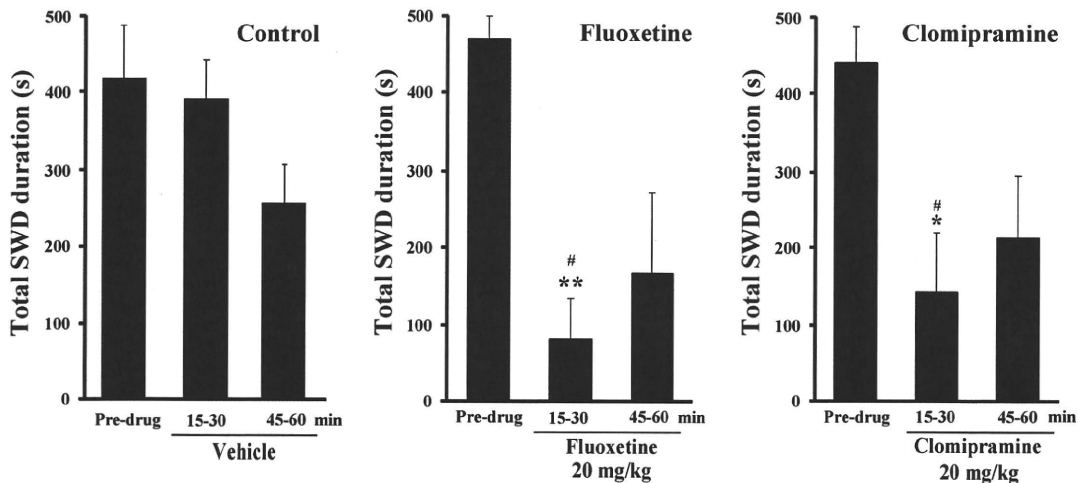 Control
Total SWD duration (s)
500
400
300
200
100
0
Pre-drug
15-30
45-60
min
Vehicle
Fluoxetine
Total SWD duration (s)
500
400
300
200
100
0
#
**
Pre-drug
15-30
45-60
min
Fluoxetine
20 mg/kg
Clomipramine
Total SWD duration (s)
500
400
300
200
100
0
#
*
Pre-drug
15-30
45-60
min
Clomipramine
20 mg/kg